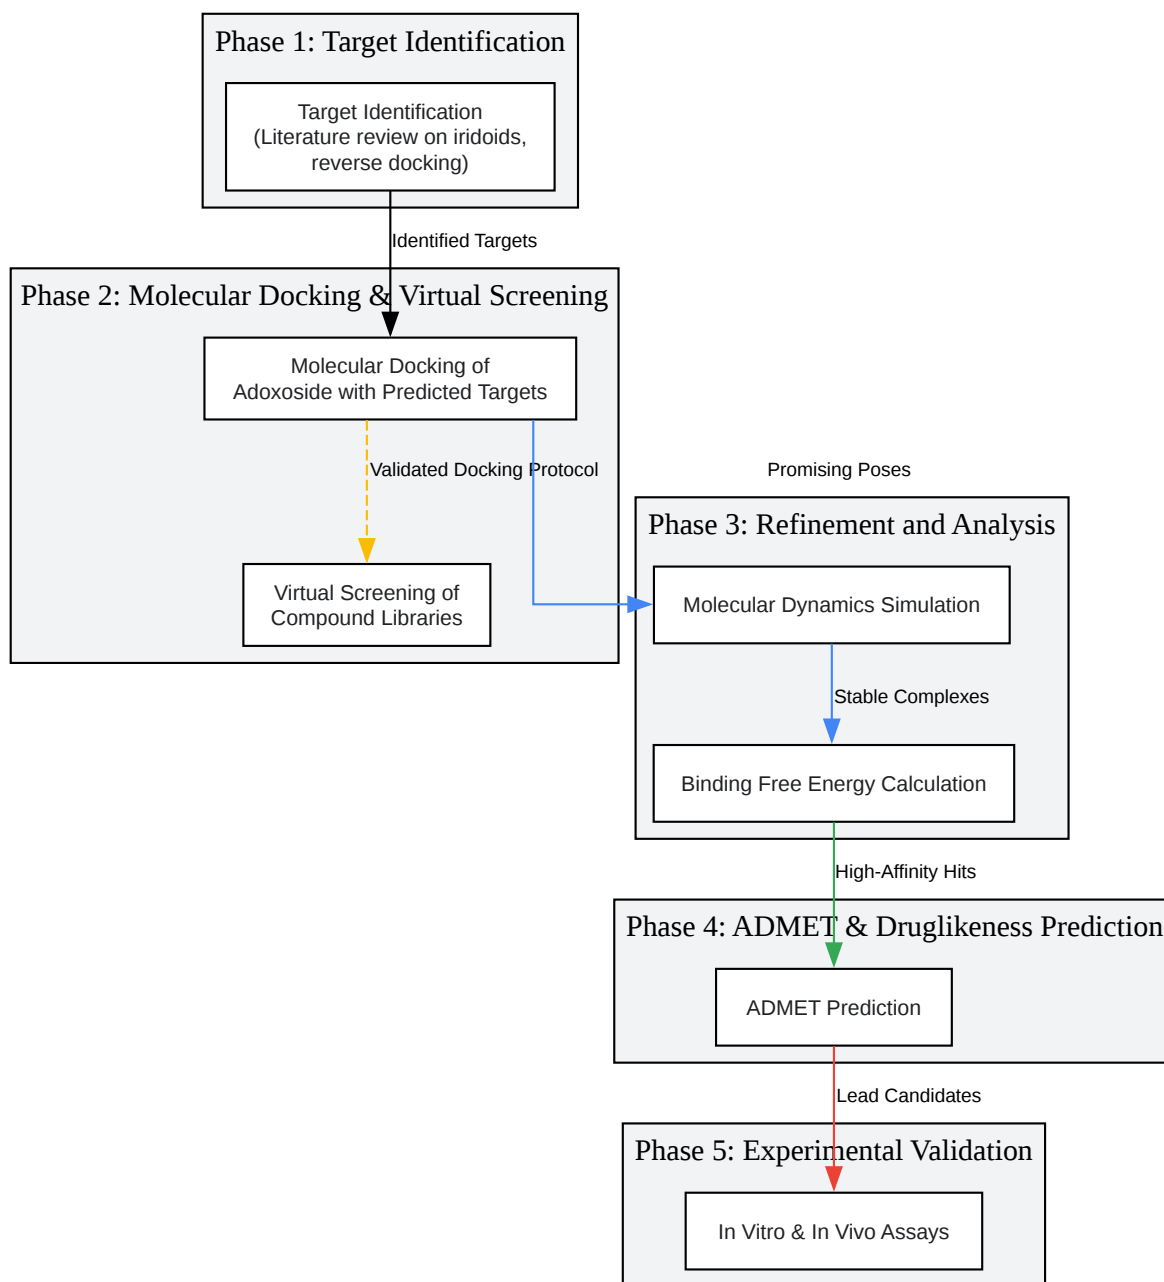 Phase 1: Target Identification
Target Identification
(Literature review on iridoids,
reverse docking)
Identified Targets
Phase 2: Molecular Docking & Virtual Screening
Molecular Docking of
Adoxoside with Predicted Targets
Validated Docking Protocol
Promising Poses
Virtual Screening of
Compound Libraries
Phase 3: Refinement and Analysis
Molecular Dynamics Simulation
Stable Complexes
Binding Free Energy Calculation
High-Affinity Hits
Phase 4: ADMET & Druglikeness Prediction
ADMET Prediction
Lead Candidates
Phase 5: Experimental Validation
In Vitro & In Vivo Assays